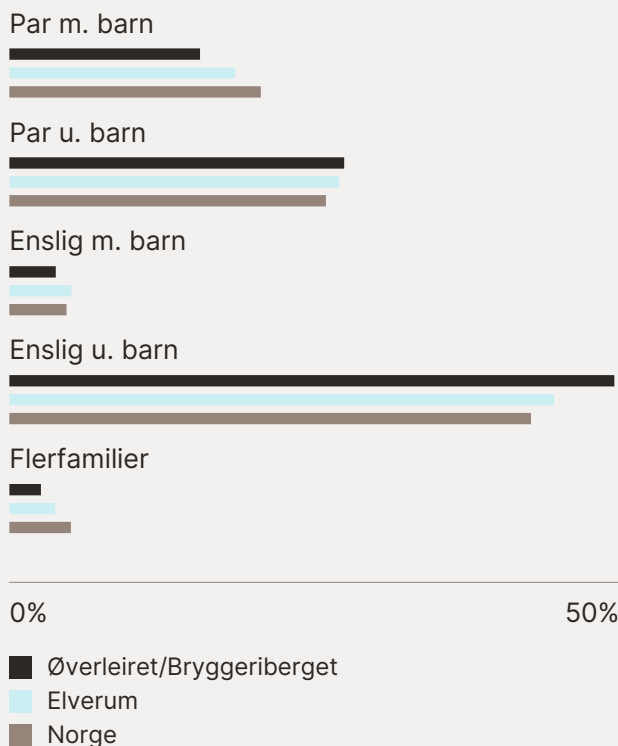 Par m. barn
Par u. barn
Enslig m. barn
Enslig u. barn
Flerfamilier
0% 50%
Øverleiret/Bryggeriberget
Elverum
Norge